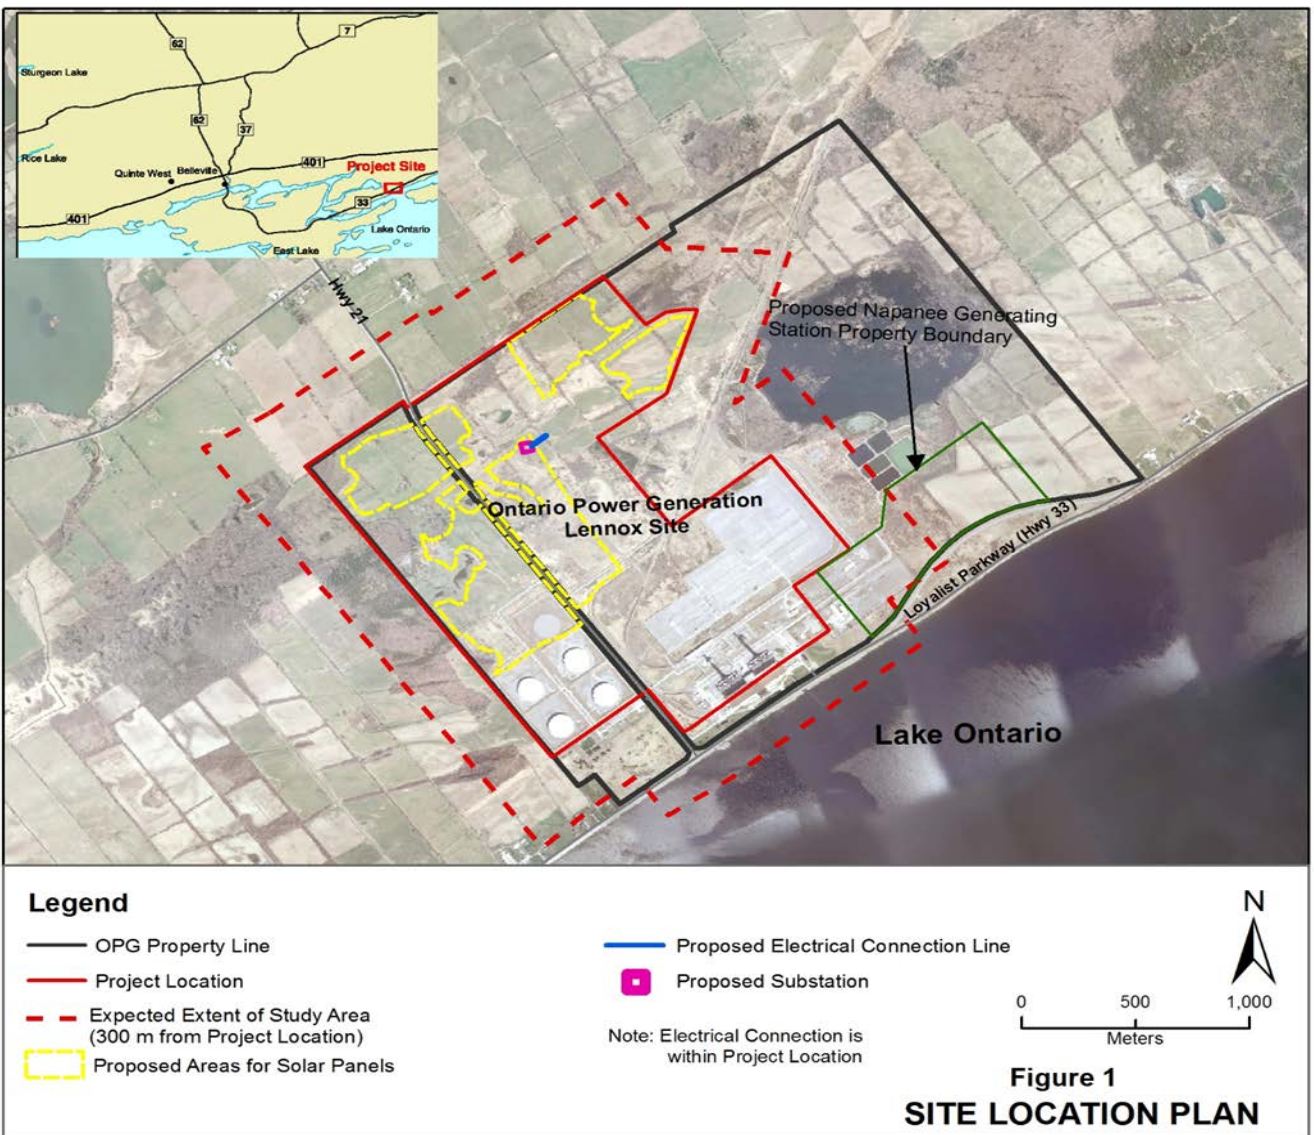 62
7
Sturgeon Lake
62
37
Rice Lake
Quinte West
Belleville
401
Project Site
33
401
Lake Ontario
East Lake
Hwy 21
Proposed Napanee Generating
Station Property Boundary
Ontario Power Generation
Lennox Site
Loyalist Parkway (Hwy 33)
Lake Ontario
Legend
OPG Property Line
Project Location
Expected Extent of Study Area
(300 m from Project Location)
Proposed Areas for Solar Panels
Proposed Electrical Connection Line
Proposed Substation
Note: Electrical Connection is
within Project Location
N
0 500 1,000
Meters
Figure 1
SITE LOCATION PLAN